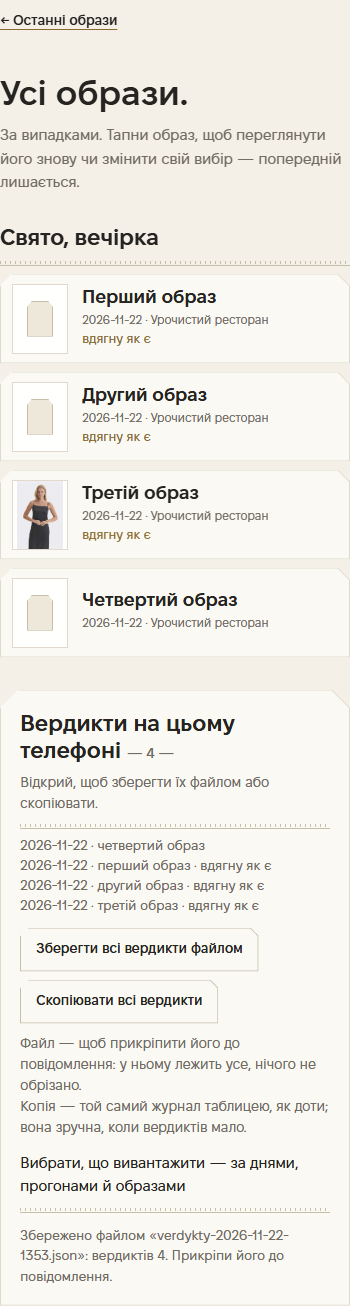 ← Останні образи
Усі образи.
За випадками. Тапни образ, щоб переглянути
його знову чи змінити свій вибір — попередній
лишається.
Свято, вечірка
Перший образ
2026-11-22 · Урочистий ресторан
вдягну як є
Другий образ
2026-11-22 · Урочистий ресторан
вдягну як є
Третій образ
2026-11-22 · Урочистий ресторан
вдягну як є
Четвертий образ
2026-11-22 · Урочистий ресторан
Вердикти на цьому
телефоні — 4 —
Відкрий, щоб зберегти їх файлом або
скопіювати.
2026-11-22 · четвертий образ
2026-11-22 · перший образ · вдягну як є
2026-11-22 · другий образ · вдягну як є
2026-11-22 · третій образ · вдягну як є
Зберегти всі вердикти файлом
Скопіювати всі вердикти
Файл — щоб прикріпити його до
повідомлення: у ньому лежить усе, нічого не
обрізано.
Копія — той самий журнал таблицею, як доти;
вона зручна, коли вердиктів мало.
Вибрати, що вивантажити — за днями,
прогонами й образами
Збережено файлом «verdykty-2026-11-22-
1353.json»: вердиктів 4. Прикріпи його до
повідомлення.